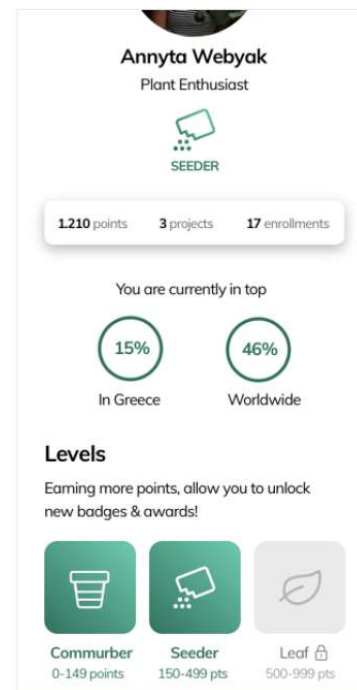 Annyta Webyak
Plant Enthusiast
SEEDER
1.210 points 3 projects 17 enrollments
You are currently in top
15% 46%
In Greece Worldwide
Levels
Earning more points, allow you to unlock
new badges & awards!
Commurber Seeder Leaf
0-149 points 150-499 pts 500-999 pts